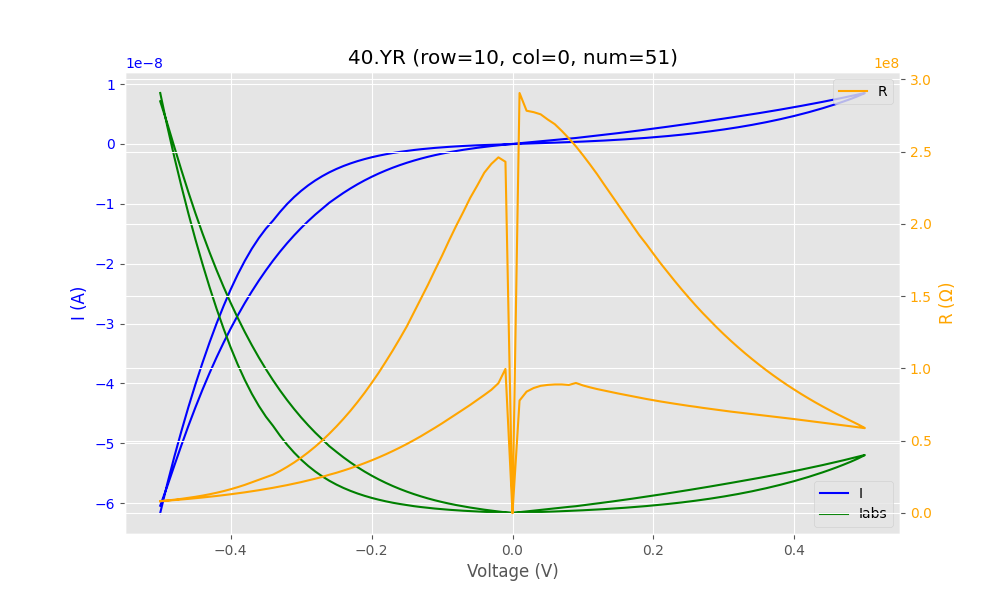 40.YR (row=10, col=0, num=51)
1e−8
1e8
1
0
−1
−2
−3
−4
−5
−6
I (A)
3.0
2.5
2.0
1.5
1.0
0.5
0.0
R (Ω)
R
I
Iabs
−0.4
−0.2
0.0
0.2
0.4
Voltage (V)